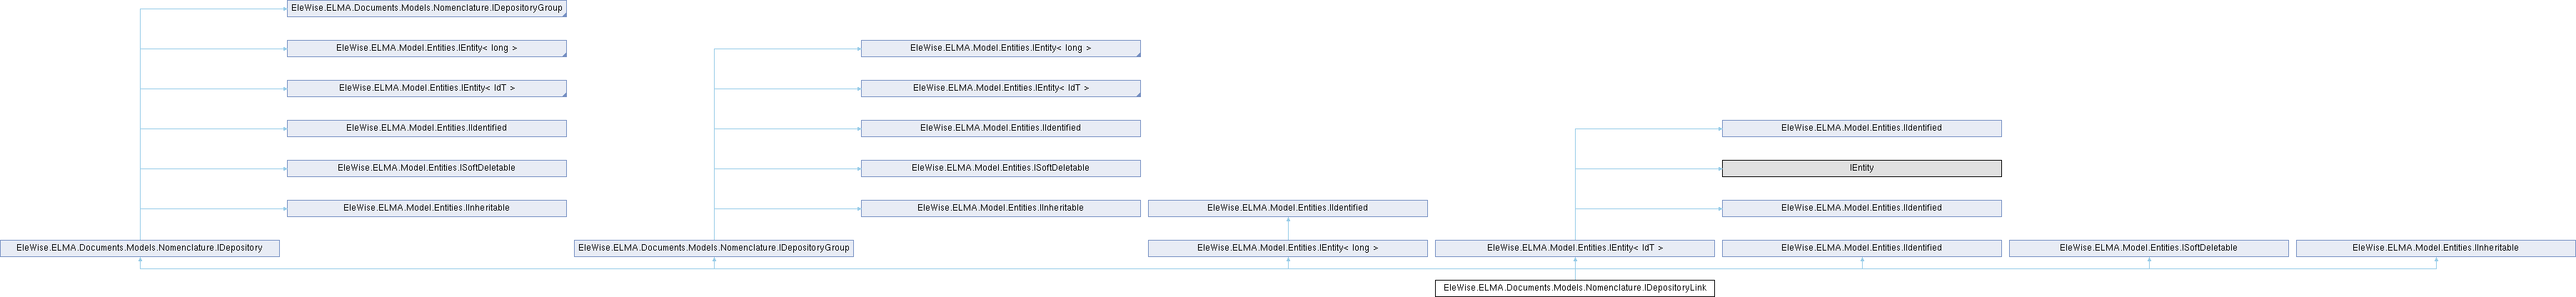 EleWise.ELMA.Documents.Models.Nomenclature.IDepositoryGroup
EleWise.ELMA.Model.Entities.IEntity< long >
EleWise.ELMA.Model.Entities.IEntity< long >
EleWise.ELMA.Model.Entities.IEntity< IdT >
EleWise.ELMA.Model.Entities.IEntity< IdT >
EleWise.ELMA.Model.Entities.IIdentified
EleWise.ELMA.Model.Entities.IIdentified
EleWise.ELMA.Model.Entities.IIdentified
EleWise.ELMA.Model.Entities.ISoftDeletable
EleWise.ELMA.Model.Entities.ISoftDeletable
IEntity
EleWise.ELMA.Model.Entities.IInheritable
EleWise.ELMA.Model.Entities.IInheritable
EleWise.ELMA.Model.Entities.IIdentified
EleWise.ELMA.Model.Entities.IIdentified
EleWise.ELMA.Documents.Models.Nomenclature.IDepository
EleWise.ELMA.Documents.Models.Nomenclature.IDepositoryGroup
EleWise.ELMA.Model.Entities.IEntity< long >
EleWise.ELMA.Model.Entities.IEntity< IdT >
EleWise.ELMA.Model.Entities.IIdentified
EleWise.ELMA.Model.Entities.ISoftDeletable
EleWise.ELMA.Model.Entities.IInheritable
EleWise.ELMA.Documents.Models.Nomenclature.IDepositoryLink